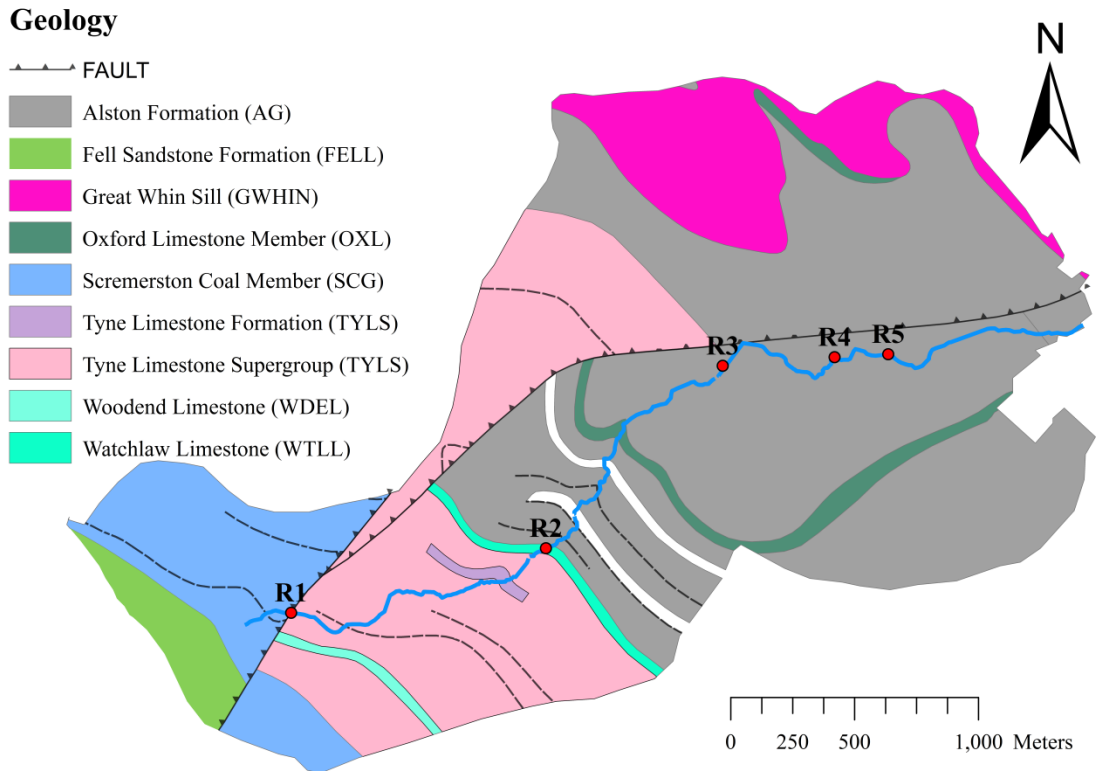 Geology
FAULT
Alston Formation (AG)
Fell Sandstone Formation (FELL)
Great Whin Sill (GWHIN)
Oxford Limestone Member (OXL)
Scremerston Coal Member (SCG)
Tyne Limestone Formation (TYLS)
Tyne Limestone Supergroup (TYLS)
Woodend Limestone (WDEL)
Watchlaw Limestone (WTLL)
N
R3
R4
R5
R2
R1
0 250 500 1,000 Meters